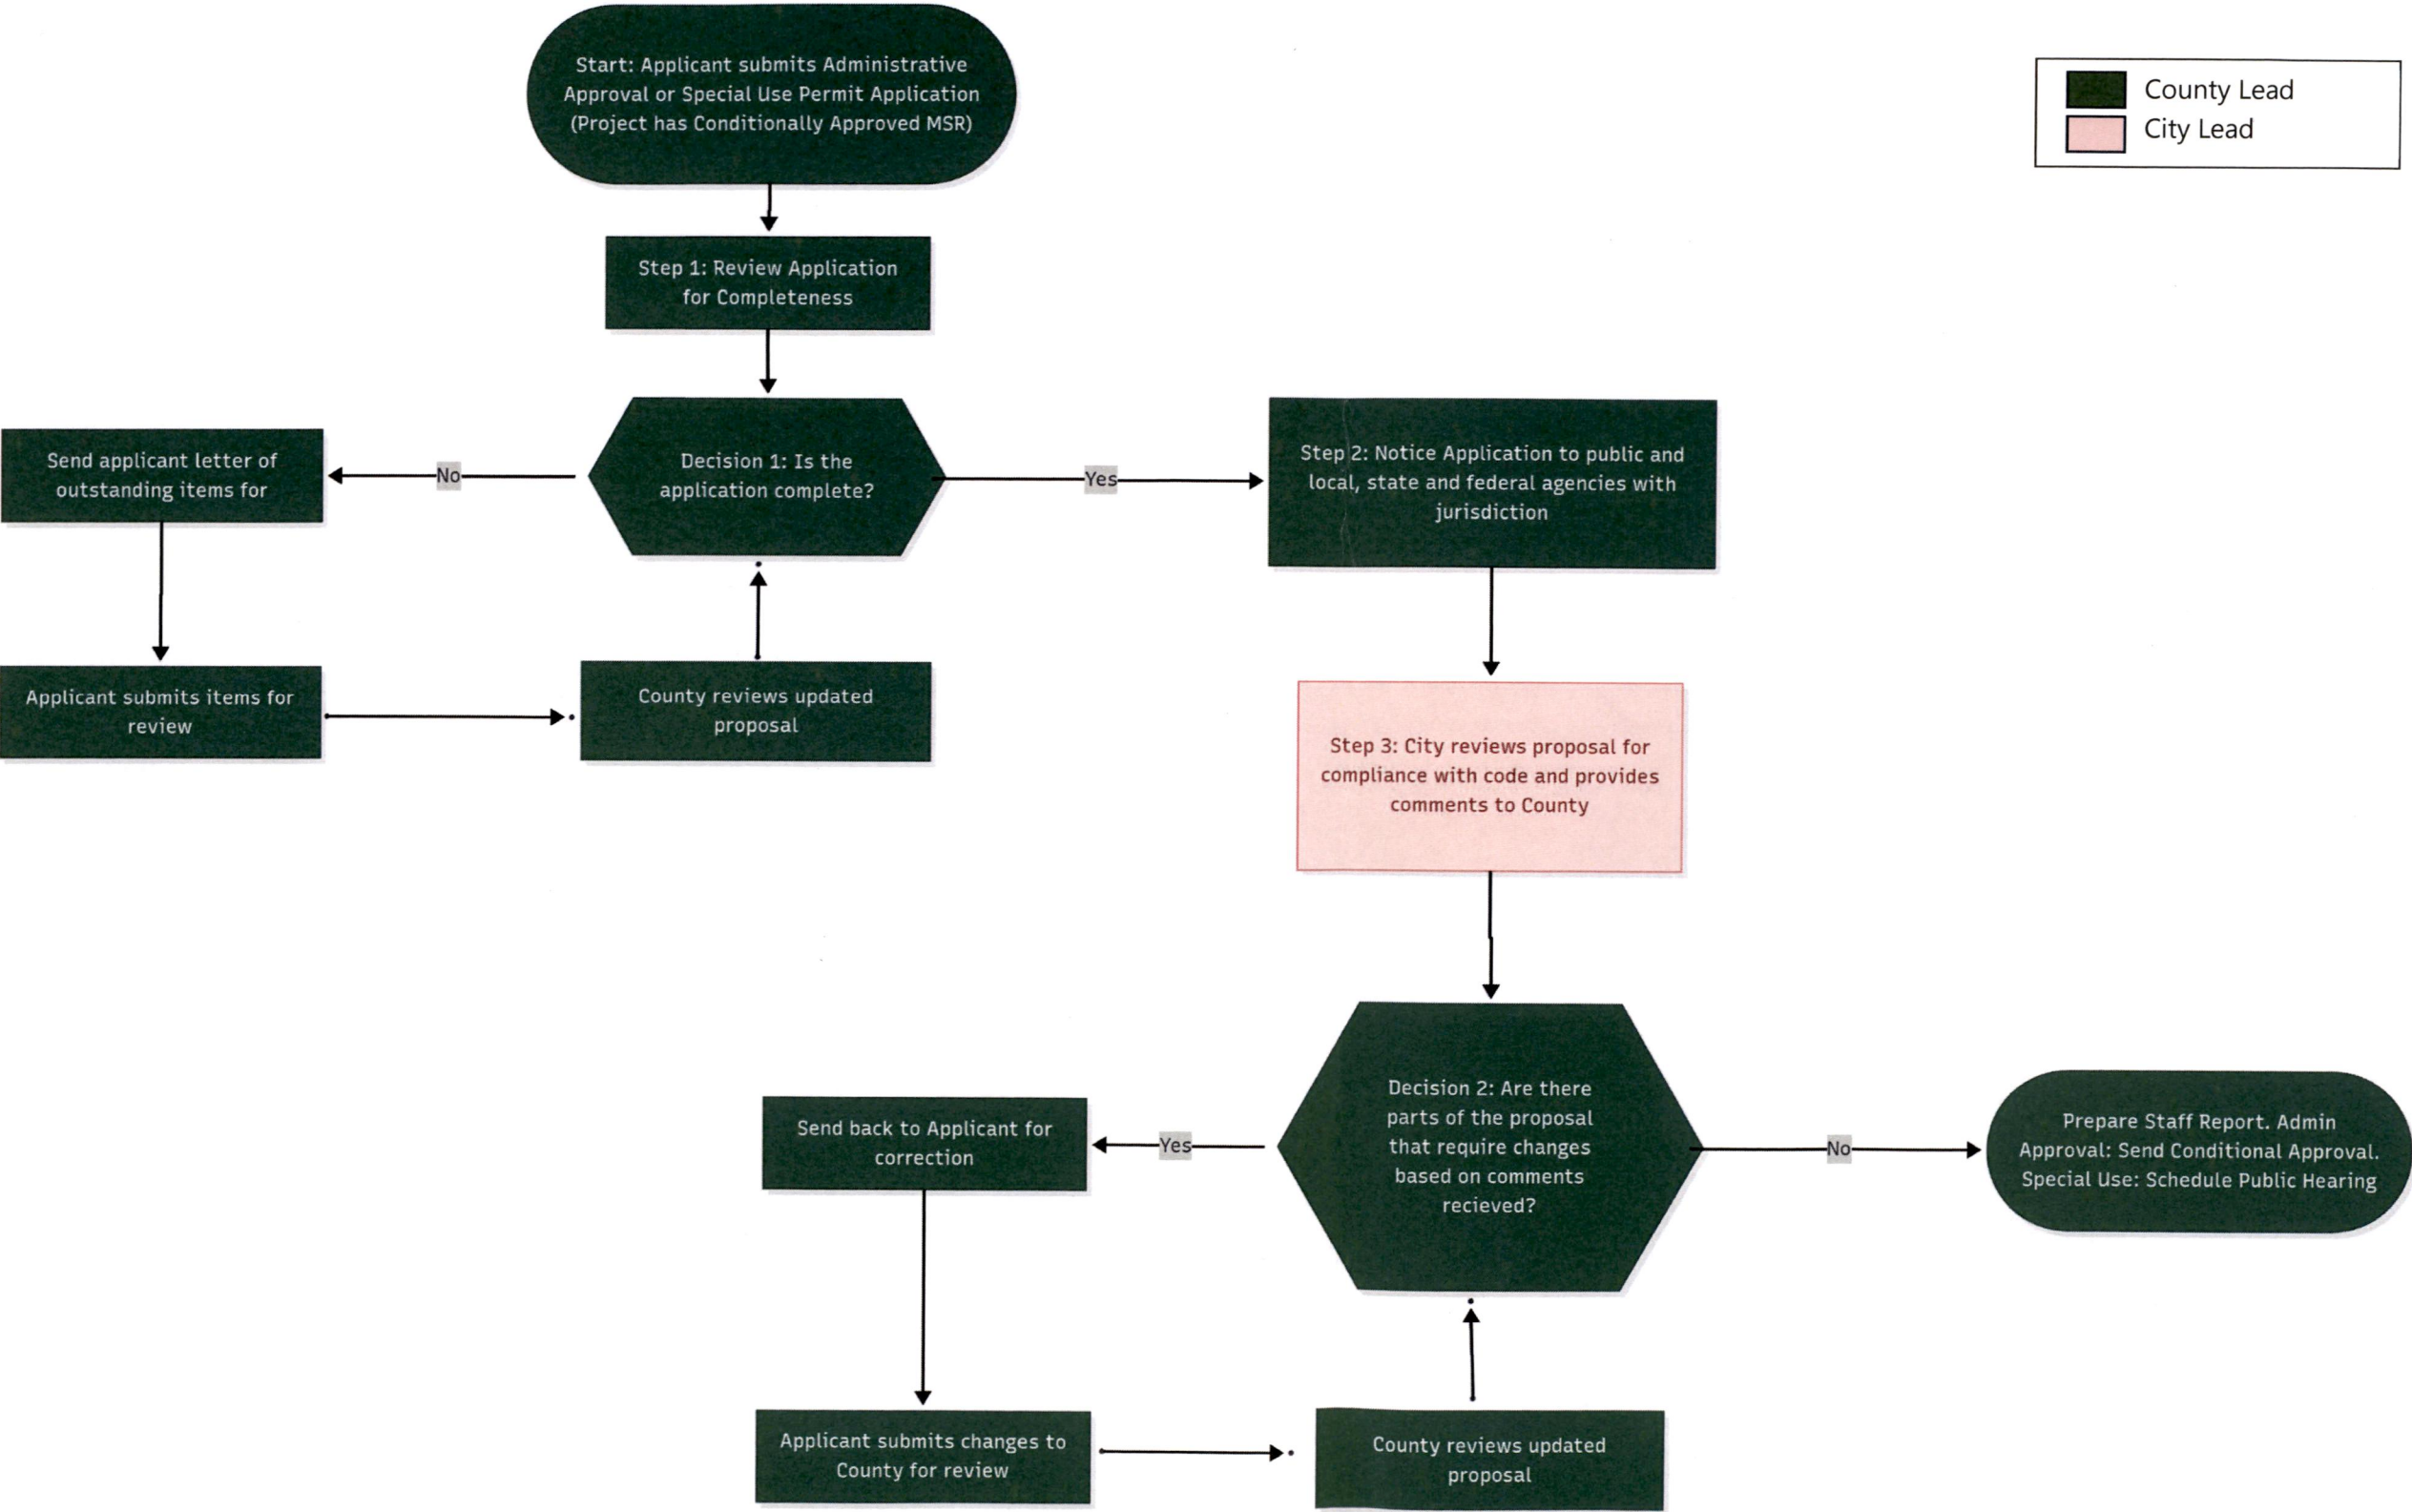 Start: Applicant submits Administrative
Approval or Special Use Permit Application
(Project has Conditionally Approved MSR)
County Lead
City Lead
Step 1: Review Application
for Completeness
Send applicant letter of
outstanding items for
No
Decision 1: Is the
application complete?
Yes
Step 2: Notice Application to public and
local, state and federal agencies with
jurisdiction
Applicant submits items for
review
County reviews updated
proposal
Step 3: City reviews proposal for
compliance with code and provides
comments to County
Send back to Applicant for
correction
Yes
Decision 2: Are there
parts of the proposal
that require changes
based on comments
recieved?
No
Prepare Staff Report. Admin
Approval: Send Conditional Approval.
Special Use: Schedule Public Hearing
Applicant submits changes to
County for review
County reviews updated
proposal